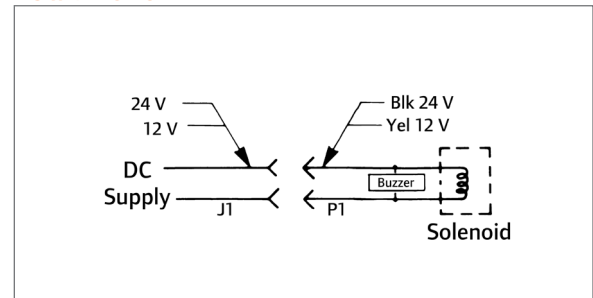 24 V
12 V
Blk 24 V
Yel 12 V
DC
Supply
J1
P1
Buzzer
Solenoid